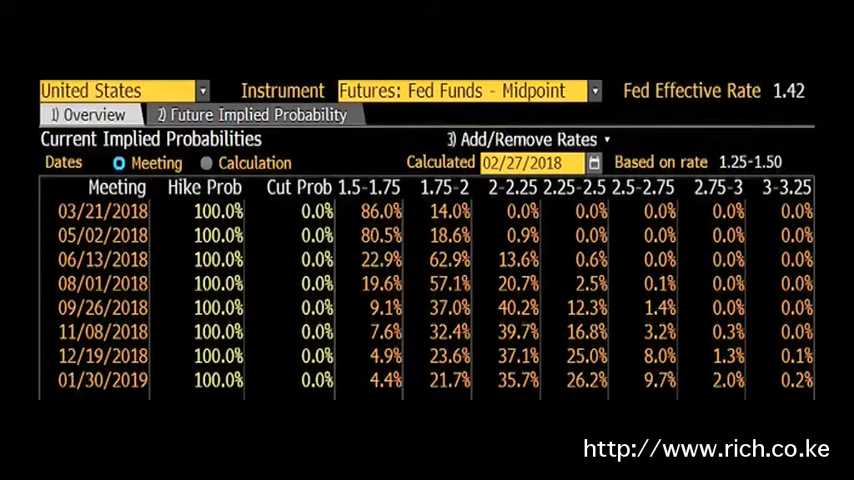 United States Instrument Futures: Fed Funds - Midpoint Fed Effective Rate 1.42
1) Overview 2) Future Implied Probability
Current Implied Probabilities 3) Add/Remove Rates
Dates Meeting Calculation Calculated 02/27/2018 Based on rate 1.25-1.50
Meeting Hike Prob Cut Prob 1.5-1.75 1.75-2 2-2.25 2.25-2.5 2.5-2.75 2.75-3 3-3.25
03/21/2018 100.0% 0.0% 86.0% 14.0% 0.0% 0.0% 0.0% 0.0% 0.0%
05/02/2018 100.0% 0.0% 80.5% 18.6% 0.9% 0.0% 0.0% 0.0% 0.0%
06/13/2018 100.0% 0.0% 22.9% 62.9% 13.6% 0.6% 0.0% 0.0% 0.0%
08/01/2018 100.0% 0.0% 19.6% 57.1% 20.7% 2.5% 0.1% 0.0% 0.0%
09/26/2018 100.0% 0.0% 9.1% 37.0% 40.2% 12.3% 1.4% 0.0% 0.0%
11/08/2018 100.0% 0.0% 7.6% 32.4% 39.7% 16.8% 3.2% 0.3% 0.0%
12/19/2018 100.0% 0.0% 4.9% 23.6% 37.1% 25.0% 8.0% 1.3% 0.1%
01/30/2019 100.0% 0.0% 4.4% 21.7% 35.7% 26.2% 9.7% 2.0% 0.2%
http://www.rich.co.ke